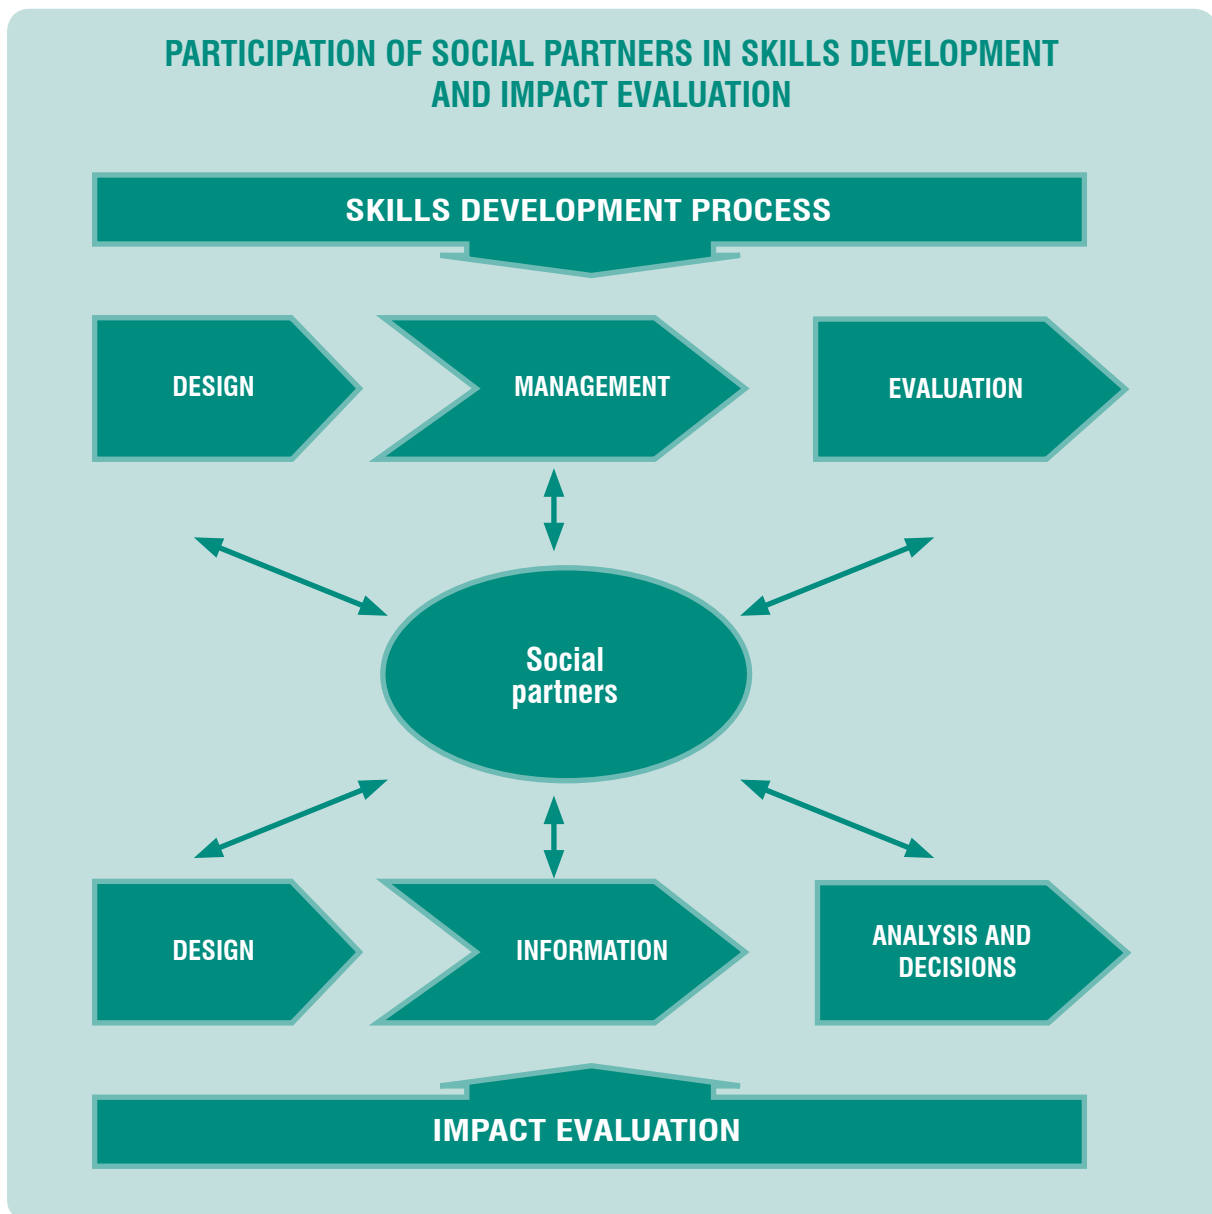 PARTICIPATION OF SOCIAL PARTNERS IN SKILLS DEVELOPMENT
AND IMPACT EVALUATION
SKILLS DEVELOPMENT PROCESS
DESIGN
MANAGEMENT
EVALUATION
Social
partners
DESIGN
INFORMATION
ANALYSIS AND
DECISIONS
IMPACT EVALUATION